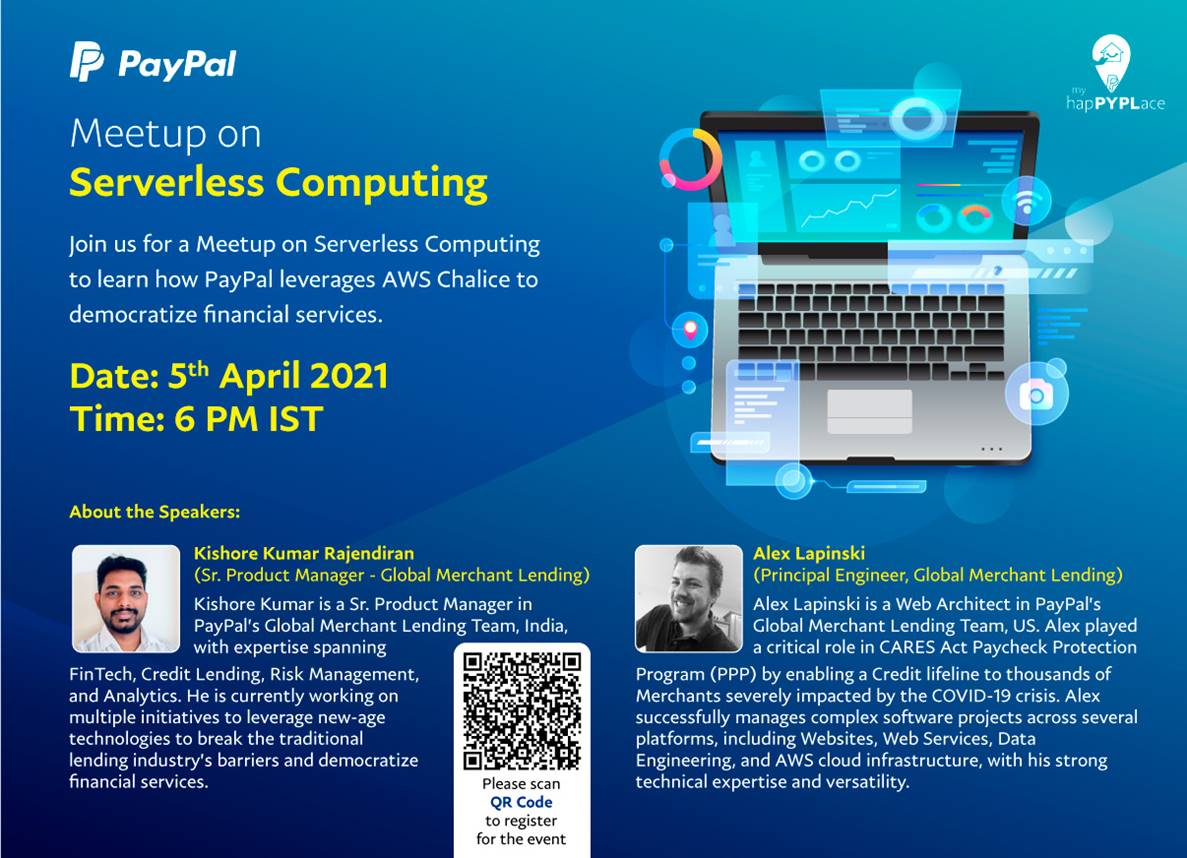 PayPal
my
hapPYPLace
Meetup on
Serverless Computing
Join us for a Meetup on Serverless Computing
to learn how PayPal leverages AWS Chalice to
democratize financial services.
Date: 5th April 2021
Time: 6 PM IST
About the Speakers:
Kishore Kumar Rajendiran
(Sr. Product Manager - Global Merchant Lending)
Kishore Kumar is a Sr. Product Manager in
PayPal's Global Merchant Lending Team, India,
with expertise spanning
FinTech, Credit Lending, Risk Management,
and Analytics. He is currently working on
multiple initiatives to leverage new-age
technologies to break the traditional
lending industry's barriers and democratize
financial services.
Please scan
QR Code
to register
for the event
Alex Lapinski
(Principal Engineer, Global Merchant Lending)
Alex Lapinski is a Web Architect in PayPal's
Global Merchant Lending Team, US. Alex played
a critical role in CARES Act Paycheck Protection
Program (PPP) by enabling a Credit lifeline to thousands of
Merchants severely impacted by the COVID-19 crisis. Alex
successfully manages complex software projects across several
platforms, including Websites, Web Services, Data
Engineering, and AWS cloud infrastructure, with his strong
technical expertise and versatility.